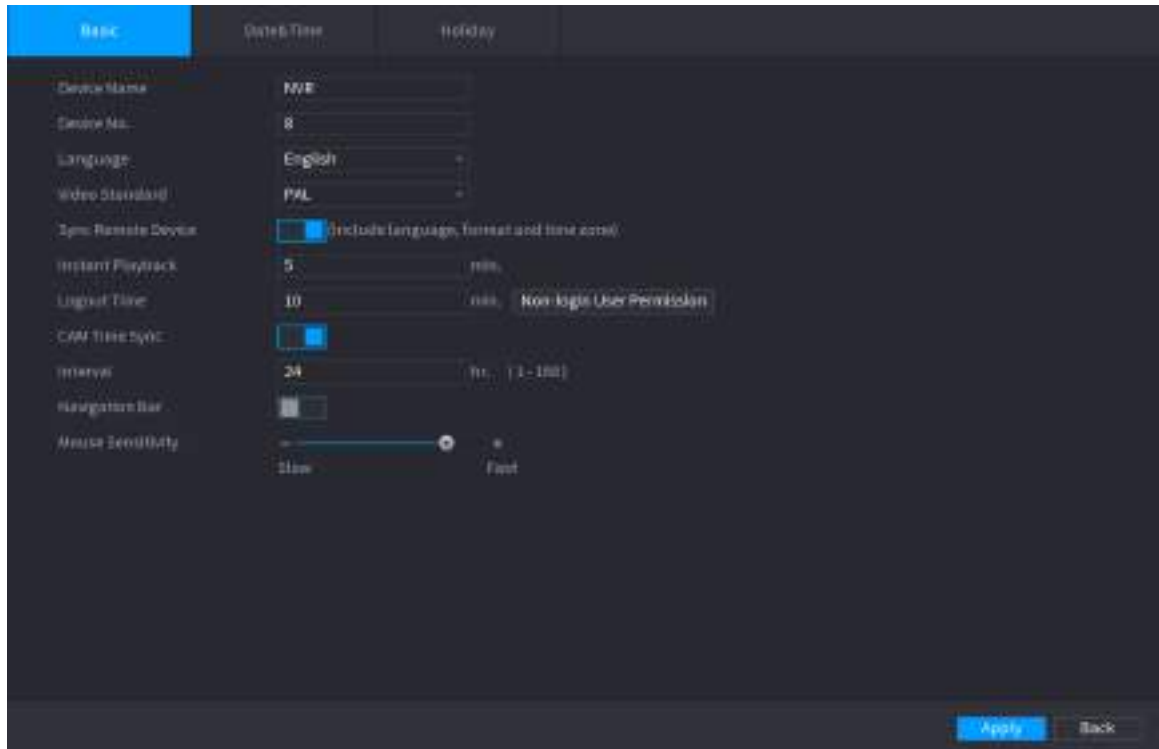 Basic Date&Time Holiday
Device Name NVR
Device No. 8
Language English
Video Standard PAL
Sync Remote Device (Include language, format and time zone)
Instant Playback 5 min.
Logout Time 10 min. Non-login User Permission
CAM Time Sync
Interval 24 hr. (1-168)
Navigation Bar
Mouse Sensitivity
Slow Fast
Apply Back